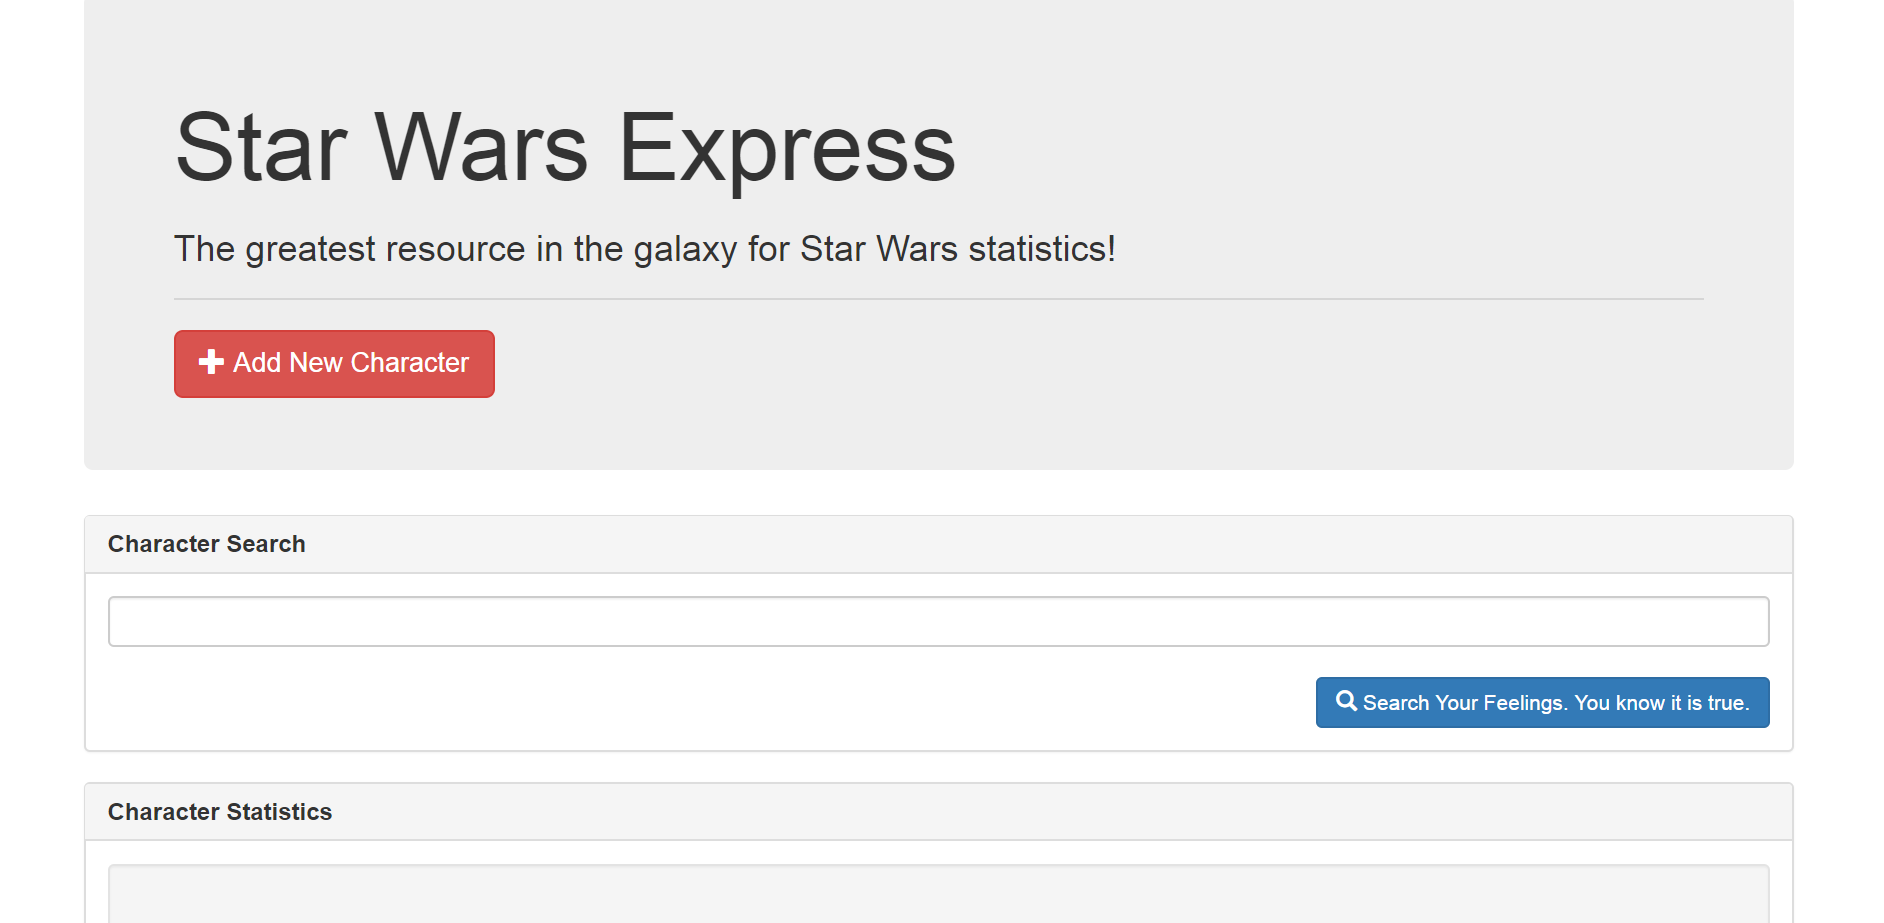 Star Wars Express
The greatest resource in the galaxy for Star Wars statistics!
Add New Character
Character Search
Search Your Feelings. You know it is true.
Character Statistics